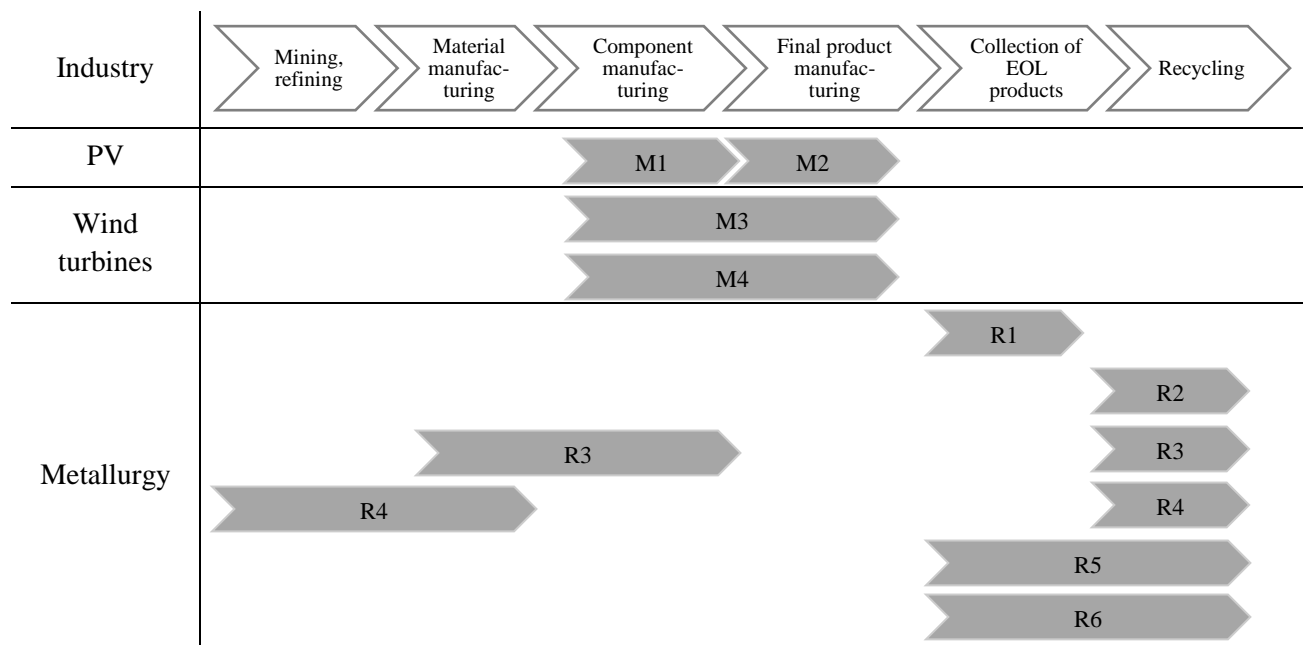 Industry
Mining,
refining
Material
manufac-
turing
Component
manufac-
turing
Final product
manufac-
turing
Collection of
EOL
products
Recycling
PV
M1
M2
Wind
turbines
M3
M4
Metallurgy
R1
R2
R3
R3
R4
R4
R5
R6